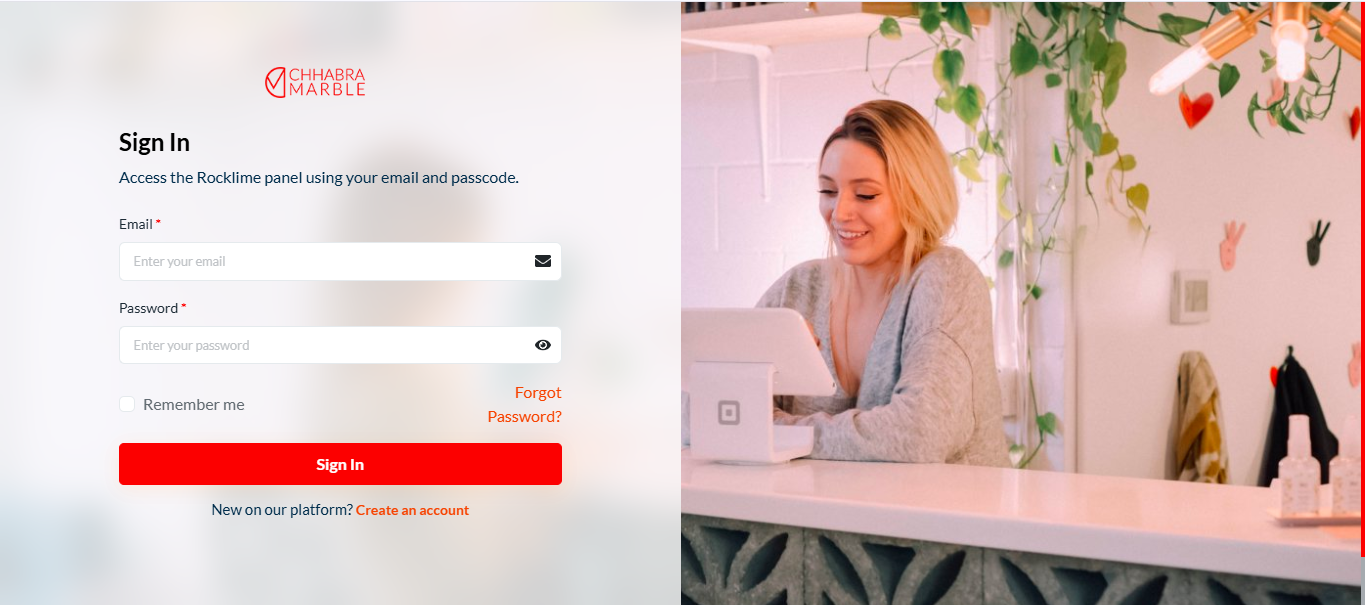 CHHABRA
MARBLE
Sign In
Access the Rocklime panel using your email and passcode.
Email *
Enter your email
Password *
Enter your password
Remember me
Forgot
Password?
Sign In
New on our platform? Create an account